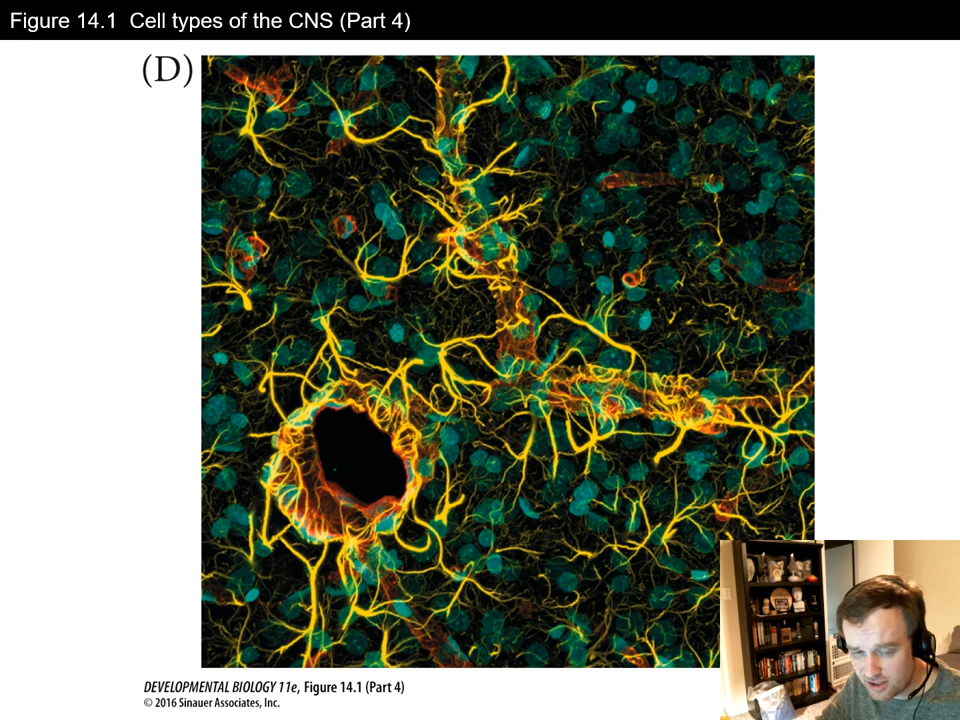 Figure 14.1 Cell types of the CNS (Part 4)
(D)
DEVELOPMENTAL BIOLOGY 11e, Figure 14.1 (Part 4)
© 2016 Sinauer Associates, Inc.